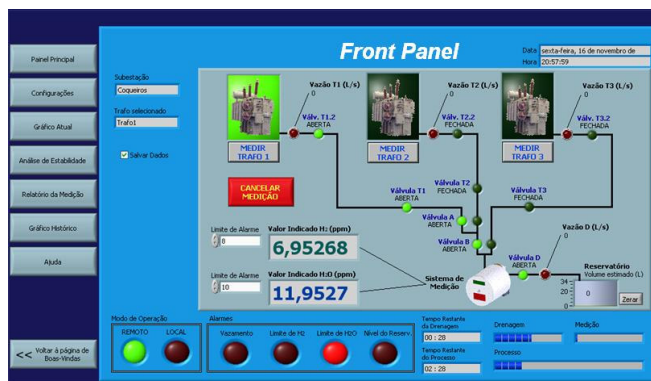 Front Panel
Data sexta-feira, 16 de novembro de
Hora 20:57:59
Painel Principal
Configurações
Gráfico Atual
Análise de Estabilidade
Relatório da Medição
Gráfico Histórico
Ajuda
<< Voltar à página de
Boas-Vindas
Subestação
Coqueiros
Trafo selecionado
Trafo1
Salvar Dados
Vazão T1 (L/s)
0
Válv. T1.2
ABERTA
MEDIR
TRAFO 1
Vazão T2 (L/s)
0
Válv. T2.2
FECHADA
MEDIR
TRAFO 2
Vazão T3 (L/s)
0
Válv. T3.2
FECHADA
MEDIR
TRAFO 3
CANCELAR
MEDIÇÃO
Válvula T1
ABERTA
Válvula T2
FECHADA
Válvula T3
FECHADA
Válvula A
ABERTA
Válvula B
ABERTA
Vazão D (L/s)
0
Válvula D
ABERTA
Limite de Alarme
8
Valor Indicado H₂ (ppm)
6,95268
Limite de Alarme
10
Valor Indicado H₂O (ppm)
11,9527
Sistema de
Medição
Reservatório
Volume estimado (L)
34
20
0
0
Zerar
Modo de Operação
REMOTO LOCAL
Alarmes
Vazamento Limite de H₂ Limite de H2O Nível do Reserv.
Tempo Restante
da Drenagem
00 : 28
Tempo Restante
do Processo
02 : 28
Drenagem
Medição
Processo